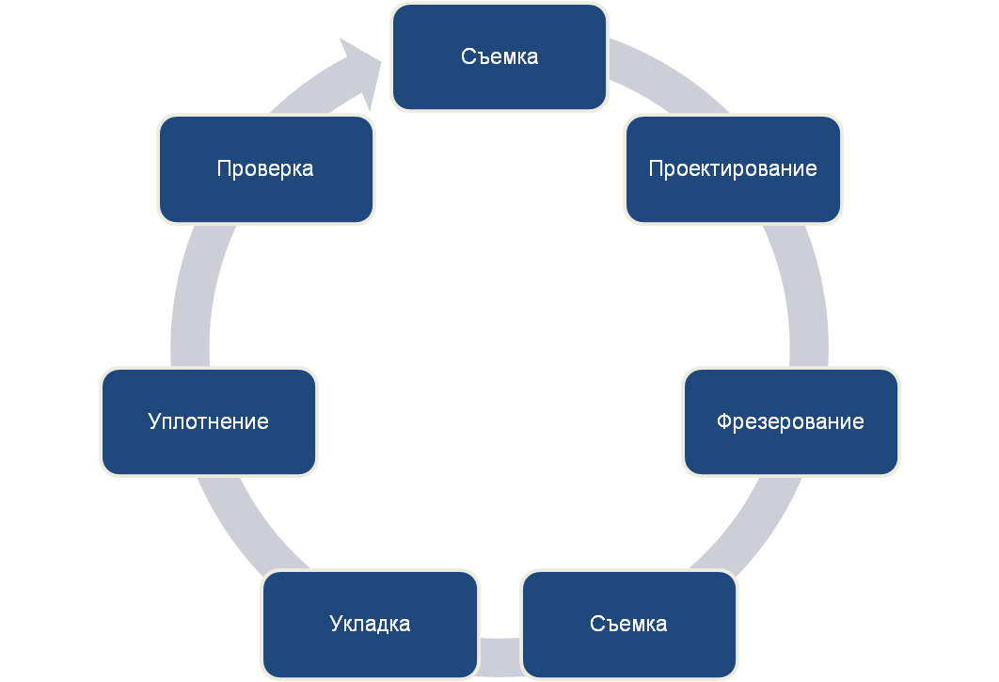 Съемка
Проектирование
Фрезерование
Съемка
Укладка
Уплотнение
Проверка